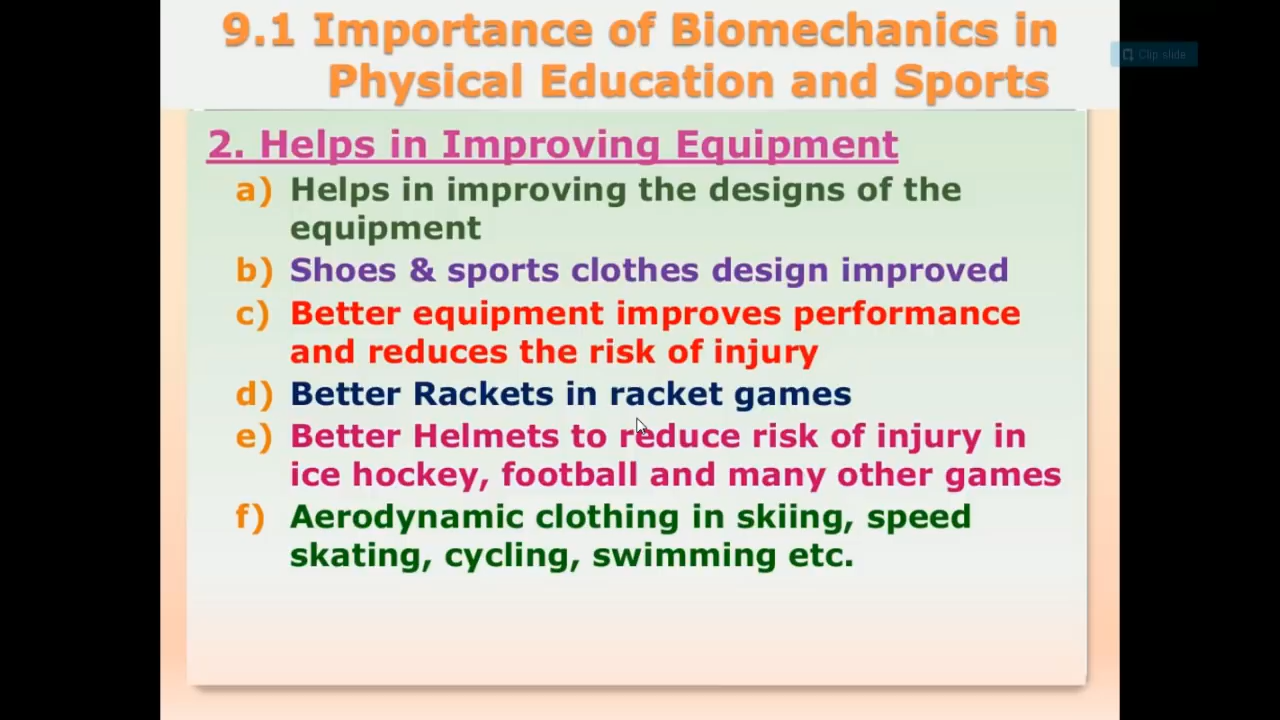 9.1 Importance of Biomechanics in
Physical Education and Sports
Clip slide
2. Helps in Improving Equipment
a) Helps in improving the designs of the
equipment
b) Shoes & sports clothes design improved
c) Better equipment improves performance
and reduces the risk of injury
d) Better Rackets in racket games
e) Better Helmets to reduce risk of injury in
ice hockey, football and many other games
f) Aerodynamic clothing in skiing, speed
skating, cycling, swimming etc.